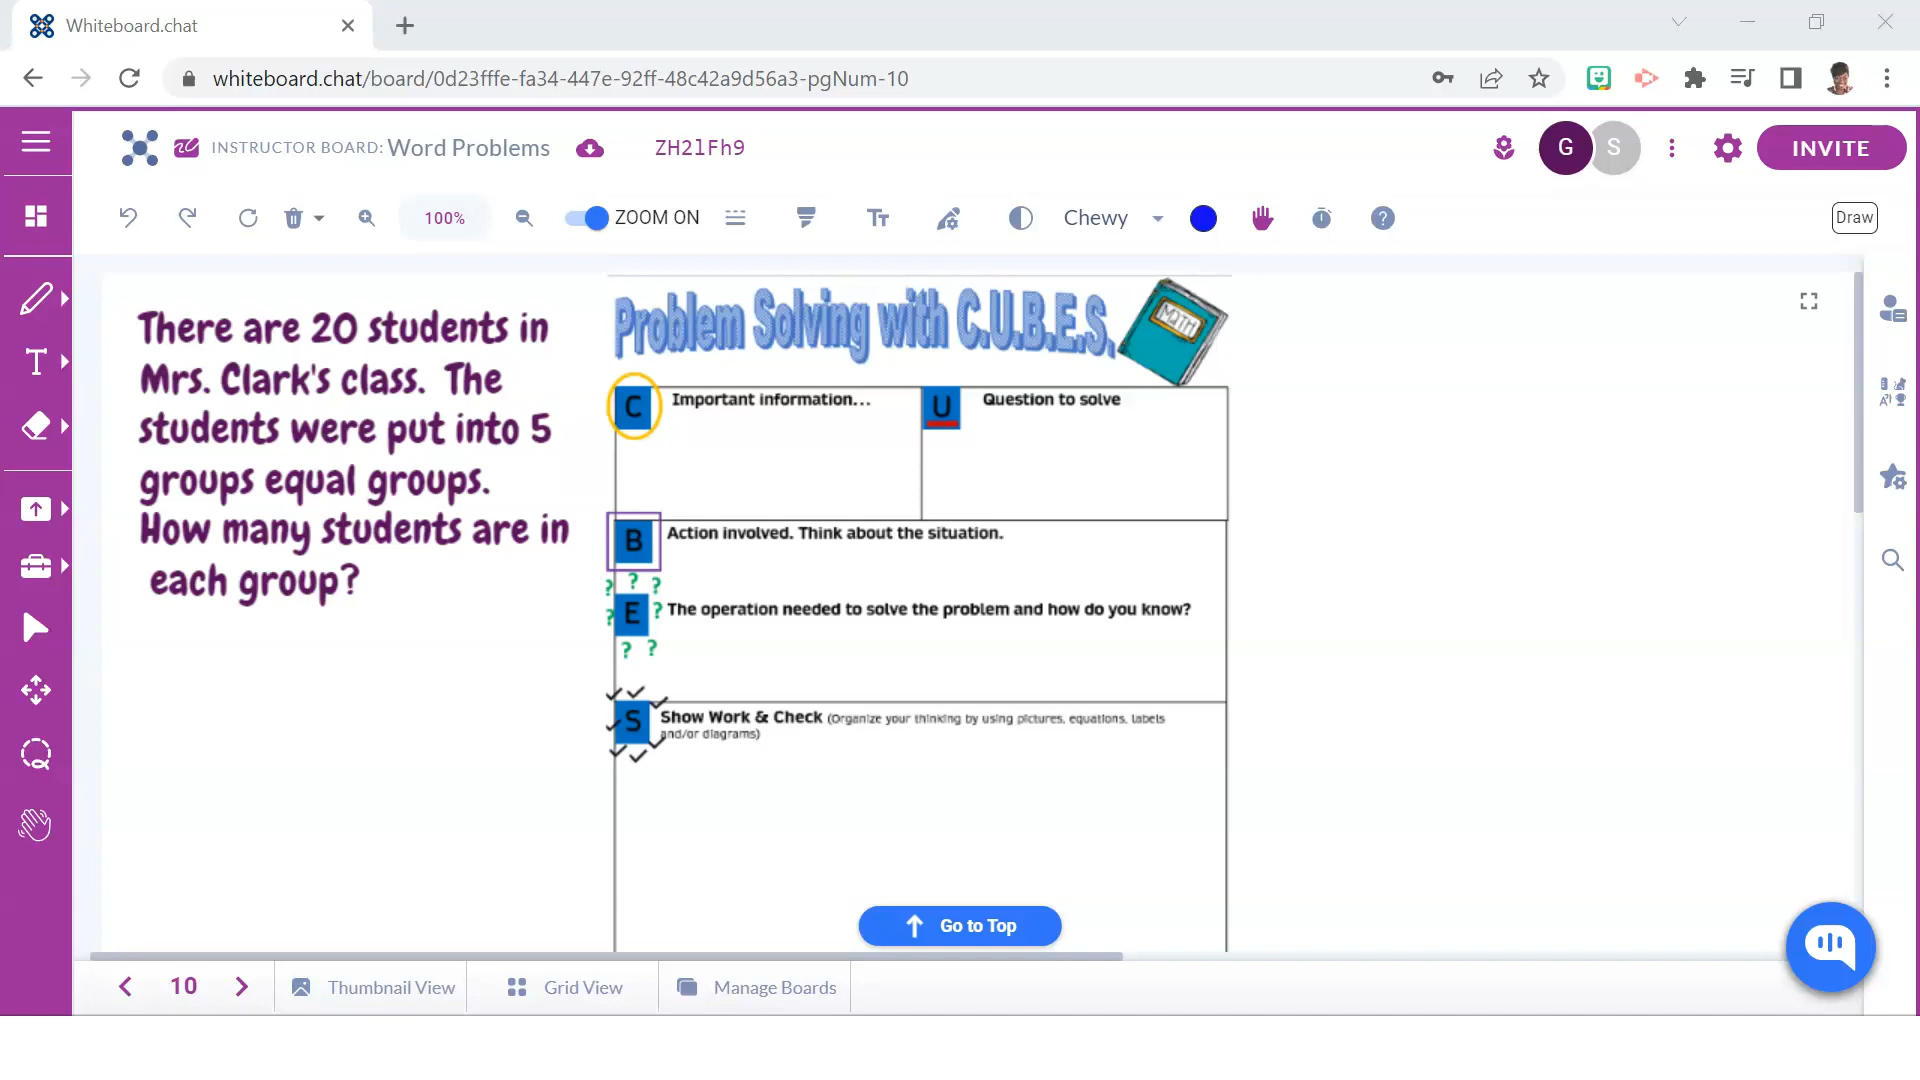 Whiteboard.chat
whiteboard.chat/board/0d23fffe-fa34-447e-92ff-48c42a9d56a3-pgNum-10
INSTRUCTOR BOARD: Word Problems
ZH2lFh9
G
S
INVITE
100%
ZOOM ON
Chewy
Draw
There are 20 students in
Mrs. Clark's class. The
students were put into 5
groups equal groups.
How many students are in
each group?
Problem Solving with C.U.B.E.S.
MATH
C Important information...
U Question to solve
B Action involved. Think about the situation.
? ? ?
E ? The operation needed to solve the problem and how do you know?
?
? ?
S Show Work & Check (Organize your thinking by using pictures, equations, labels
and/or diagrams)
Go to Top
10
Thumbnail View
Grid View
Manage Boards